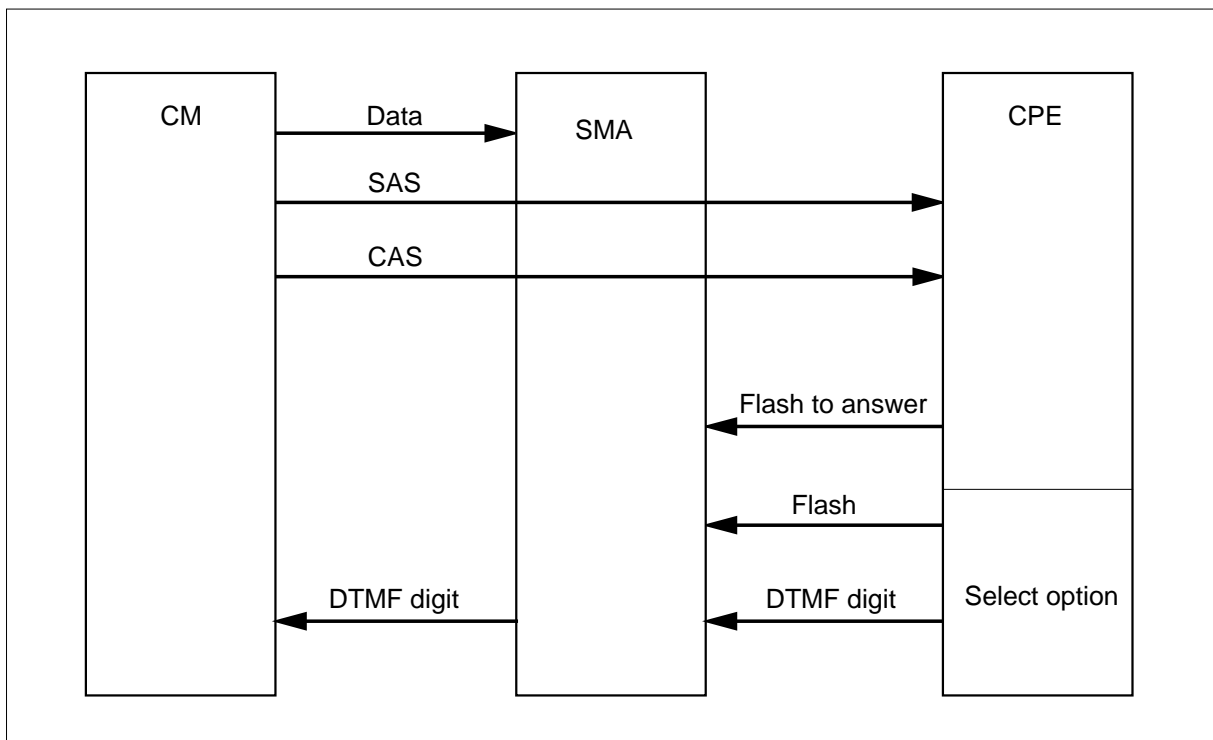 CM
Data
SMA
CPE
SAS
CAS
Flash to answer
Flash
DTMF digit
DTMF digit
Select option